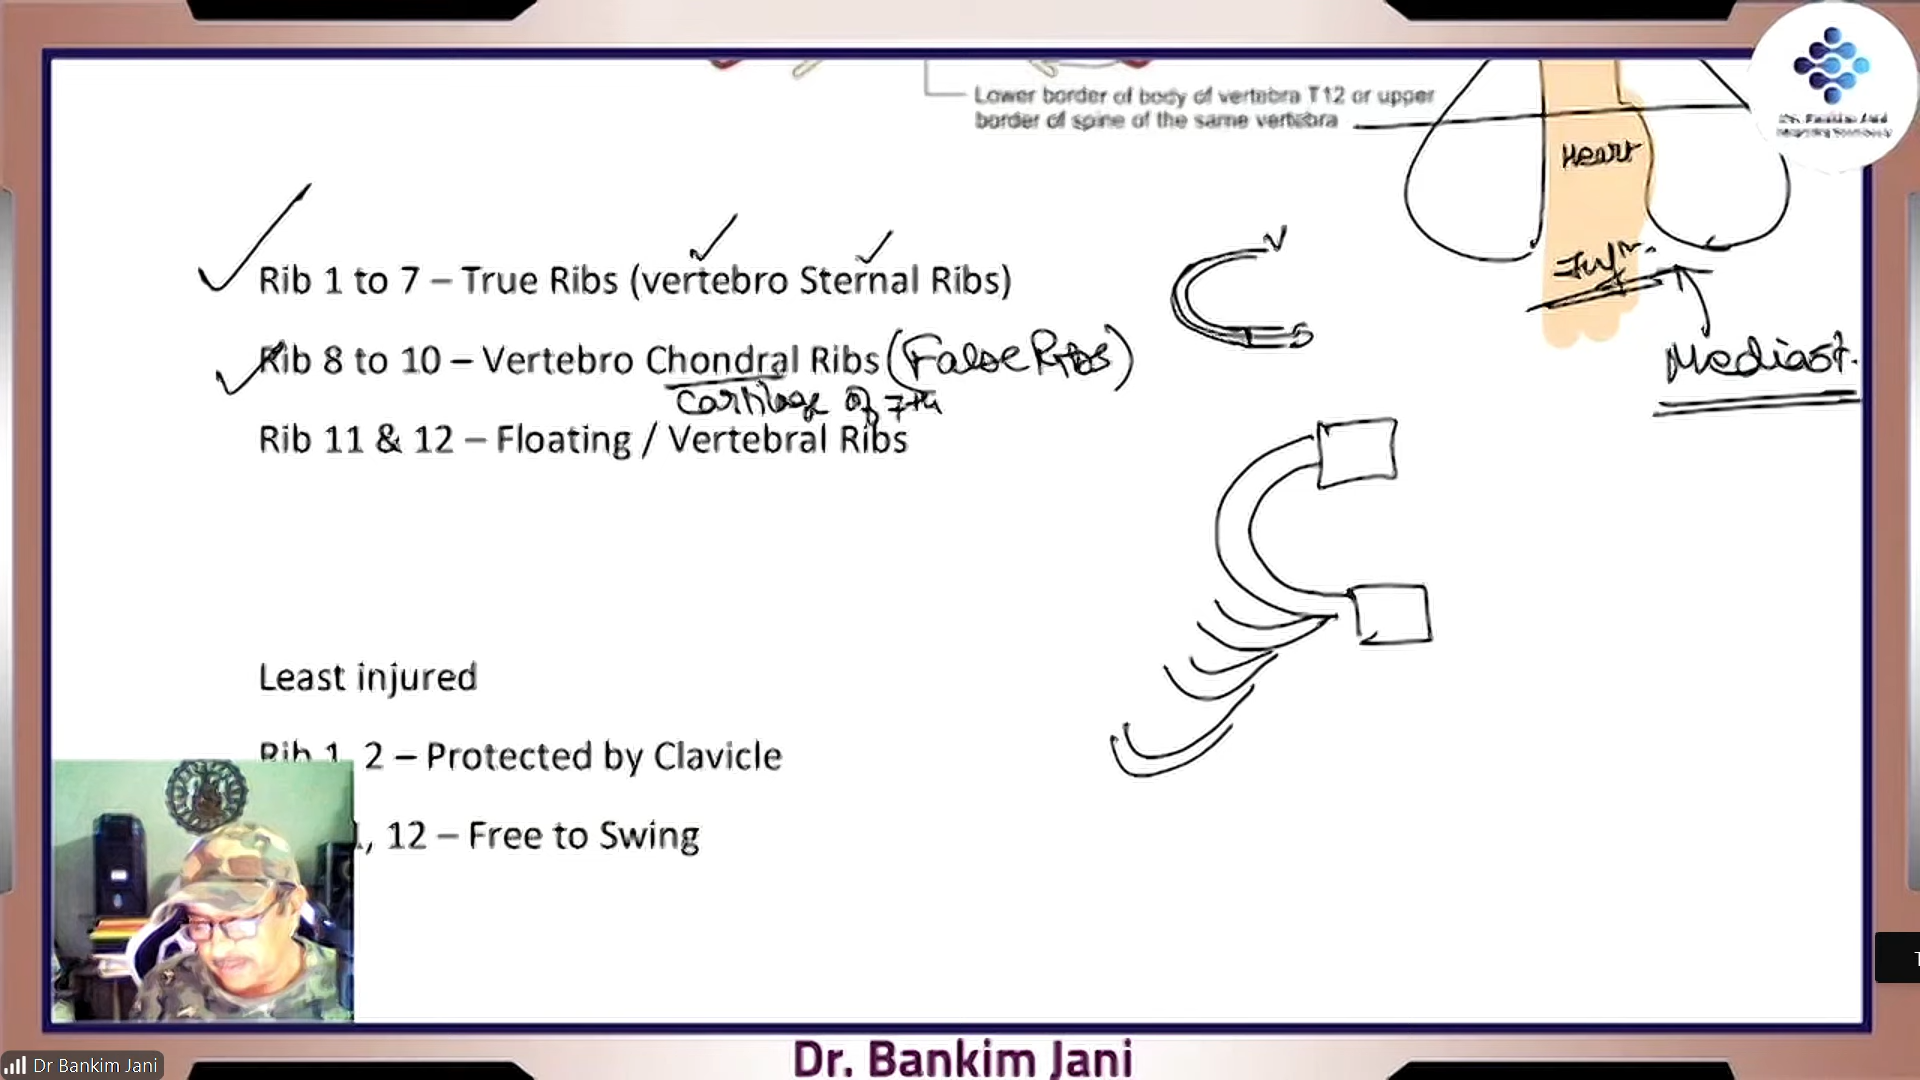 Lower border of body of vertebra T12 or upper
border of spine of the same vertebra
Heart
Mediast.
Rib 1 to 7 – True Ribs (vertebro Sternal Ribs)
V
S
Rib 8 to 10 – Vertebro Chondral Ribs (False Ribs)
Cartilage of 7th
Rib 11 & 12 – Floating / Vertebral Ribs
Least injured
Rib 1, 2 – Protected by Clavicle
1, 12 – Free to Swing
Dr Bankim Jani
Dr. Bankim Jani